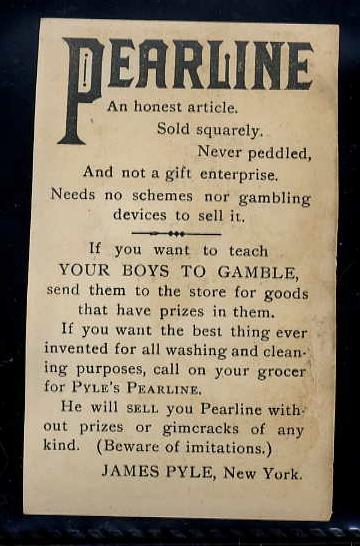 PEARLINE
An honest article.
Sold squarely.
Never peddled,
And not a gift enterprise.
Needs no schemes nor gambling
devices to sell it.
If you want to teach
YOUR BOYS TO GAMBLE,
send them to the store for goods
that have prizes in them.
If you want the best thing ever
invented for all washing and clean-
ing purposes, call on your grocer
for PYLE'S PEARLINE.
He will SELL you Pearline with-
out prizes or gimcracks of any
kind. (Beware of imitations.)
JAMES PYLE, New York.